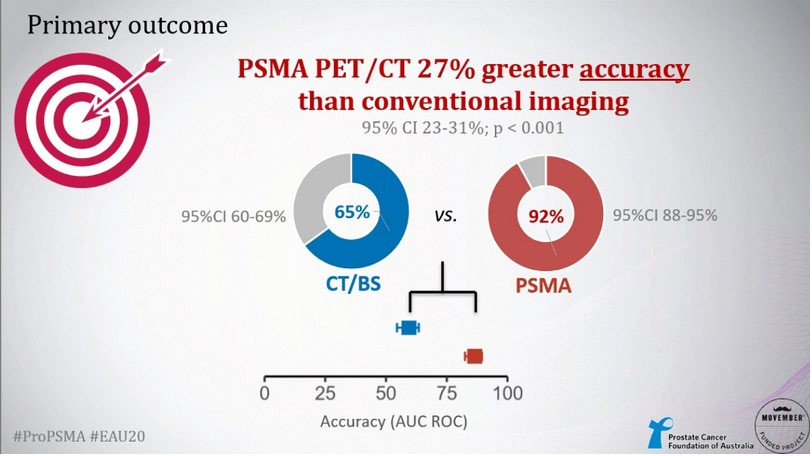 Primary outcome
PSMA PET/CT 27% greater accuracy
than conventional imaging
95% CI 23-31%; p < 0.001
95%CI 60-69%
65%
vs.
92%
95%CI 88-95%
CT/BS
PSMA
0 25 50 75 100
Accuracy (AUC ROC)
#ProPSMA #EAU20
Prostate Cancer
Foundation of Australia
MOVEMBER®
FUNDED PROJECT